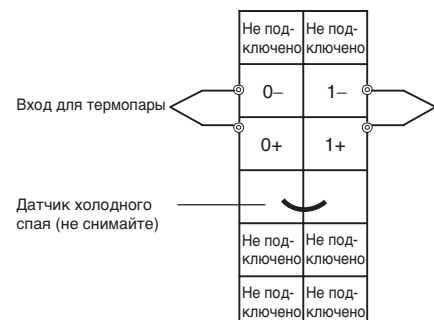 Не под- Не под-
ключено ключено
Вход для термопары
0– 1–
0+ 1+
Датчик холодного
спая (не снимайте)
Не под- Не под-
ключено ключено
Не под- Не под-
ключено ключено